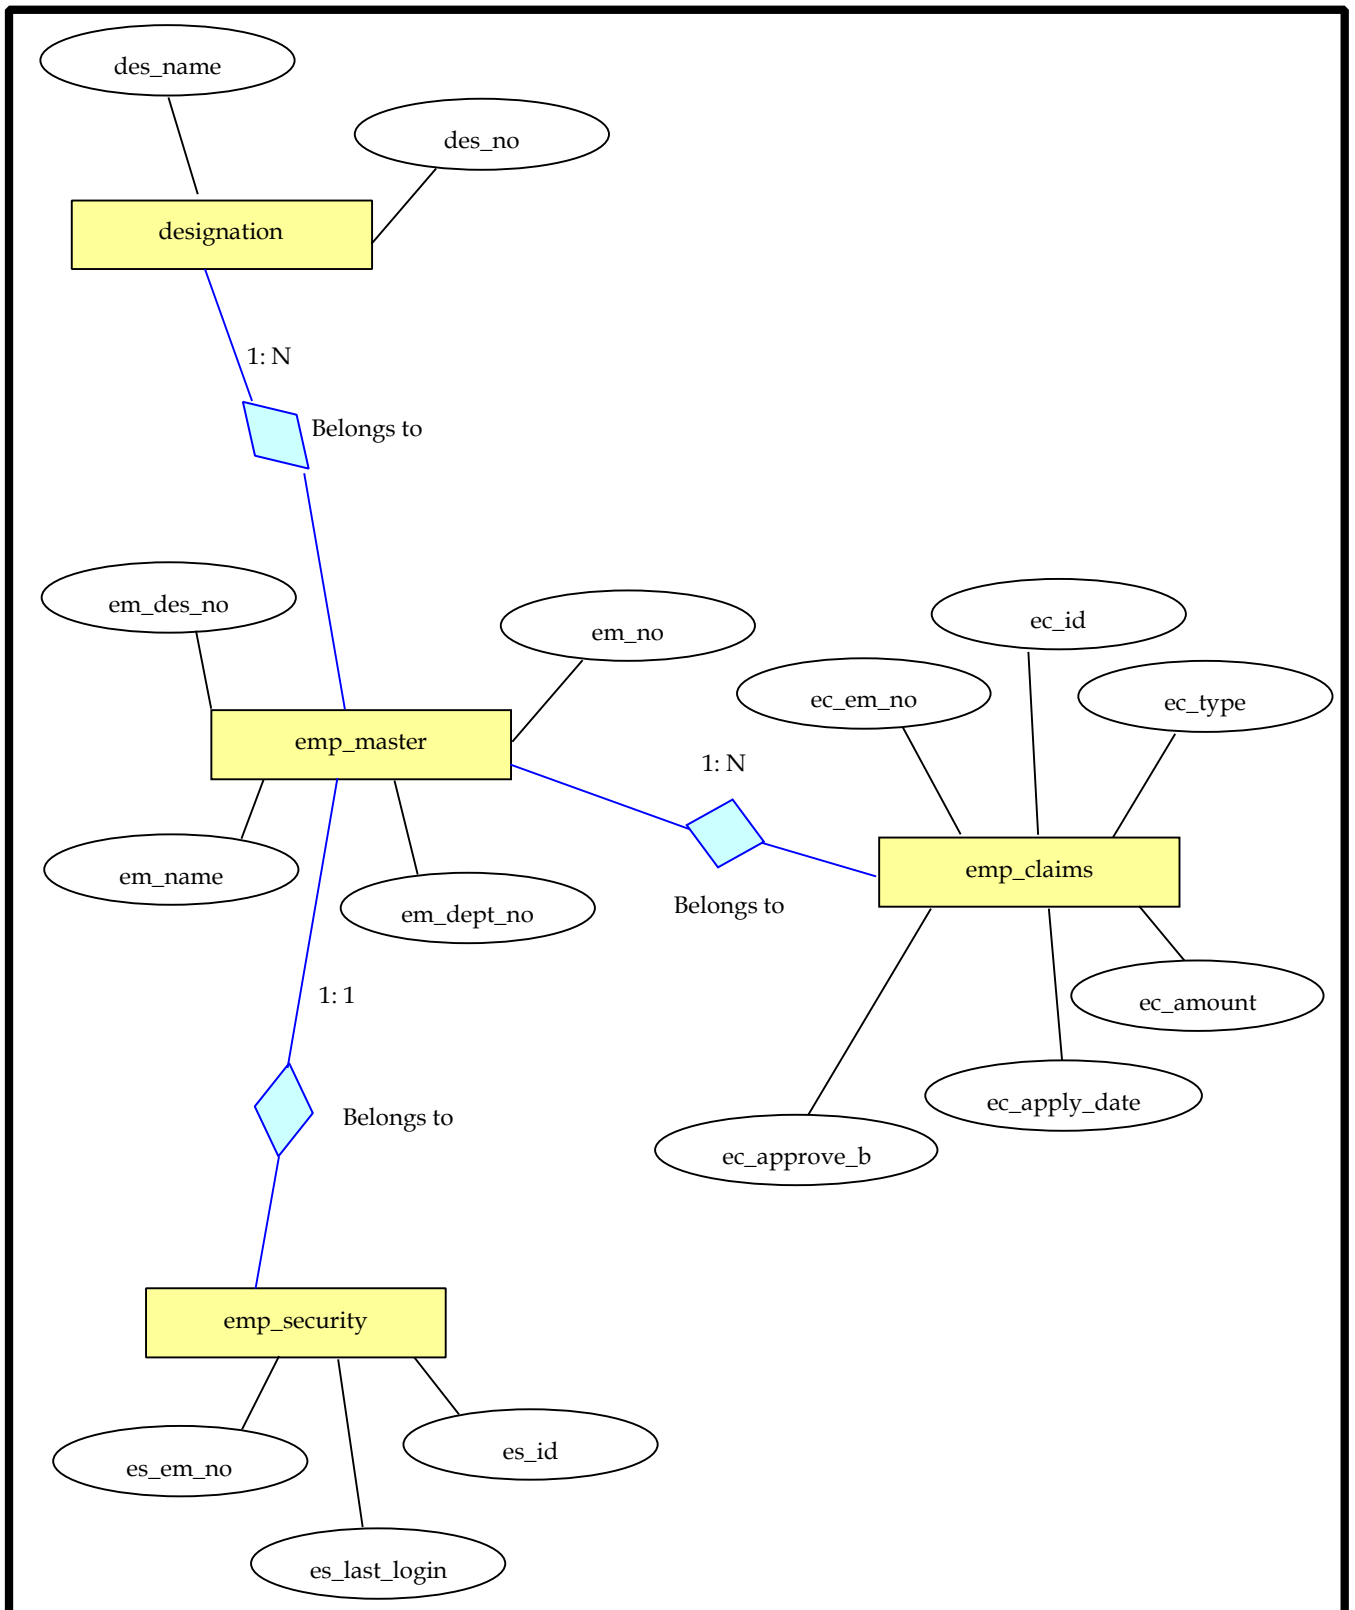 des_name
des_no
designation
1: N
Belongs to
em_des_no
em_no
ec_id
ec_em_no
ec_type
emp_master
1: N
emp_claims
em_name
em_dept_no
Belongs to
1: 1
ec_amount
ec_apply_date
Belongs to
ec_approve_b
emp_security
es_em_no
es_id
es_last_login